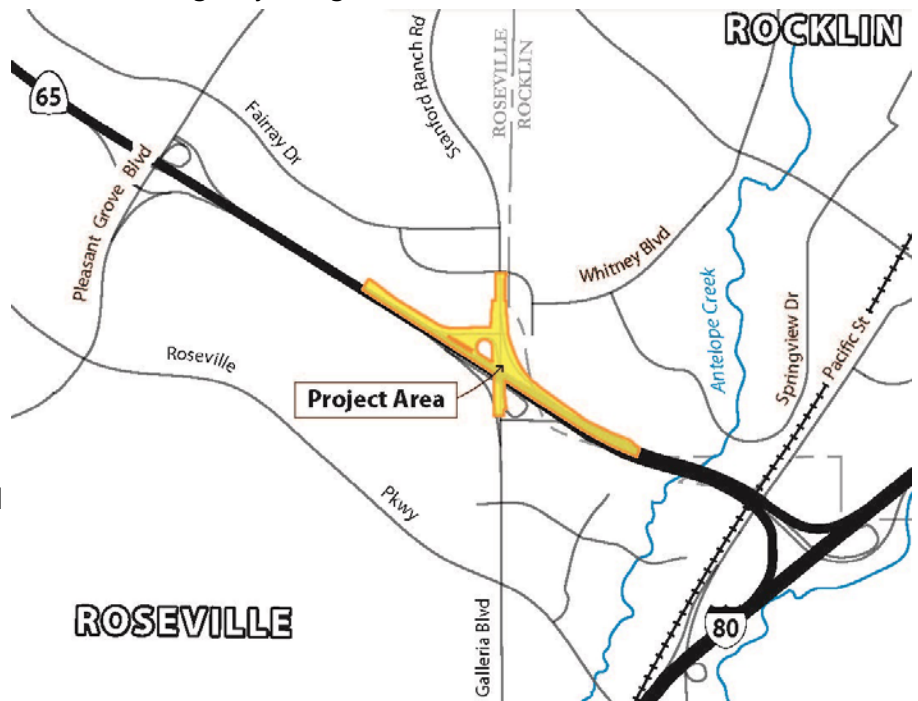 ROCKLIN
ROSEVILLE
ROCKLIN
Stanford Ranch Rd
65
Fairray Dr
Pleasant Grove Blvd
Whitney Blvd
Antelope Creek
Springview Dr
Pacific St
Roseville
Project Area
Pkwy
ROSEVILLE
Galleria Blvd
80